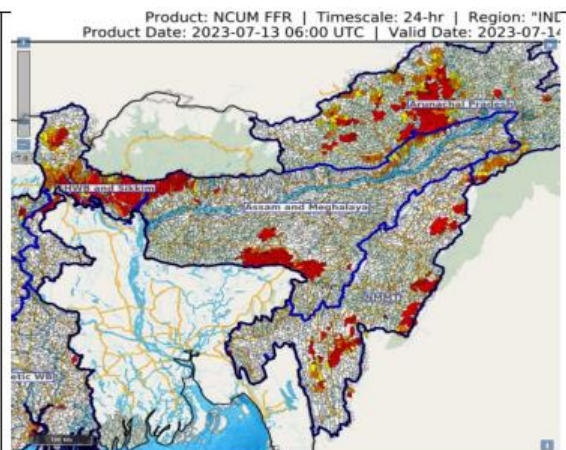 Product: NCUM FFR | Timescale: 24-hr | Region: "IND
Product Date: 2023-07-13 06:00 UTC | Valid Date: 2023-07-14
Arunachal Pradesh
SHWB and Sikkim
Assam and Meghalaya
NMMT
etic WB